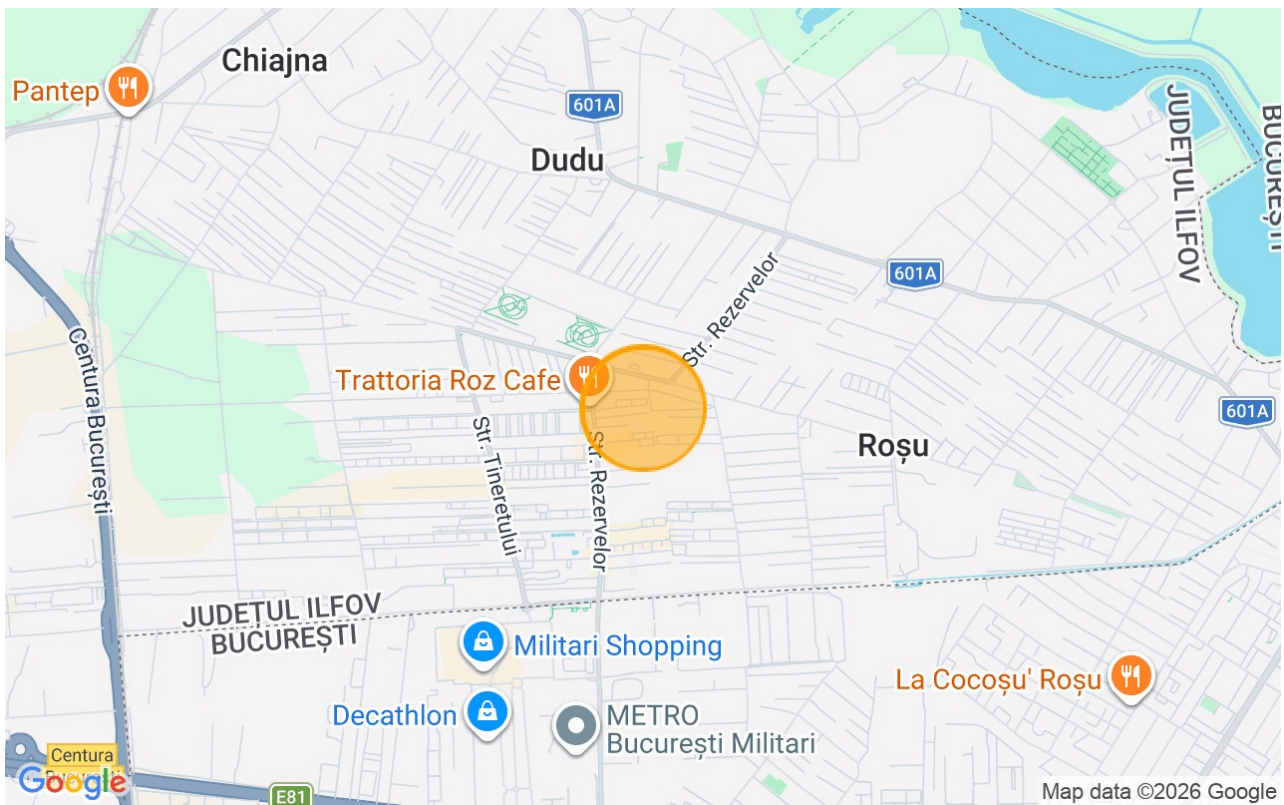 Chiajna
Pantep
601A
Dudu
JUDEȚUL ILFOV
BUCUREȘTI
601A
Str. Rezervelor
Centura București
Trattoria Roz Cafe
601A
Roșu
Str. Tineretului
Str. Rezervelor
JUDEȚUL ILFOV
BUCUREȘTI
Militari Shopping
La Cocoșu' Roșu
Decathlon
METRO
București Militari
Centura
București
Google
E81
Map data ©2026 Google